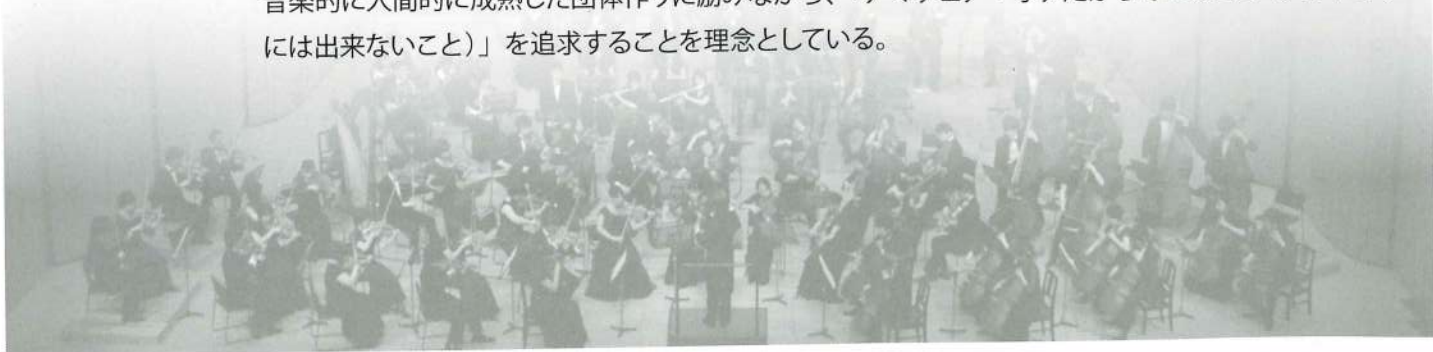 音楽的に人間的に成熟した団体作りに励みながら、
には出来ないこと)」を追求することを理念としている。